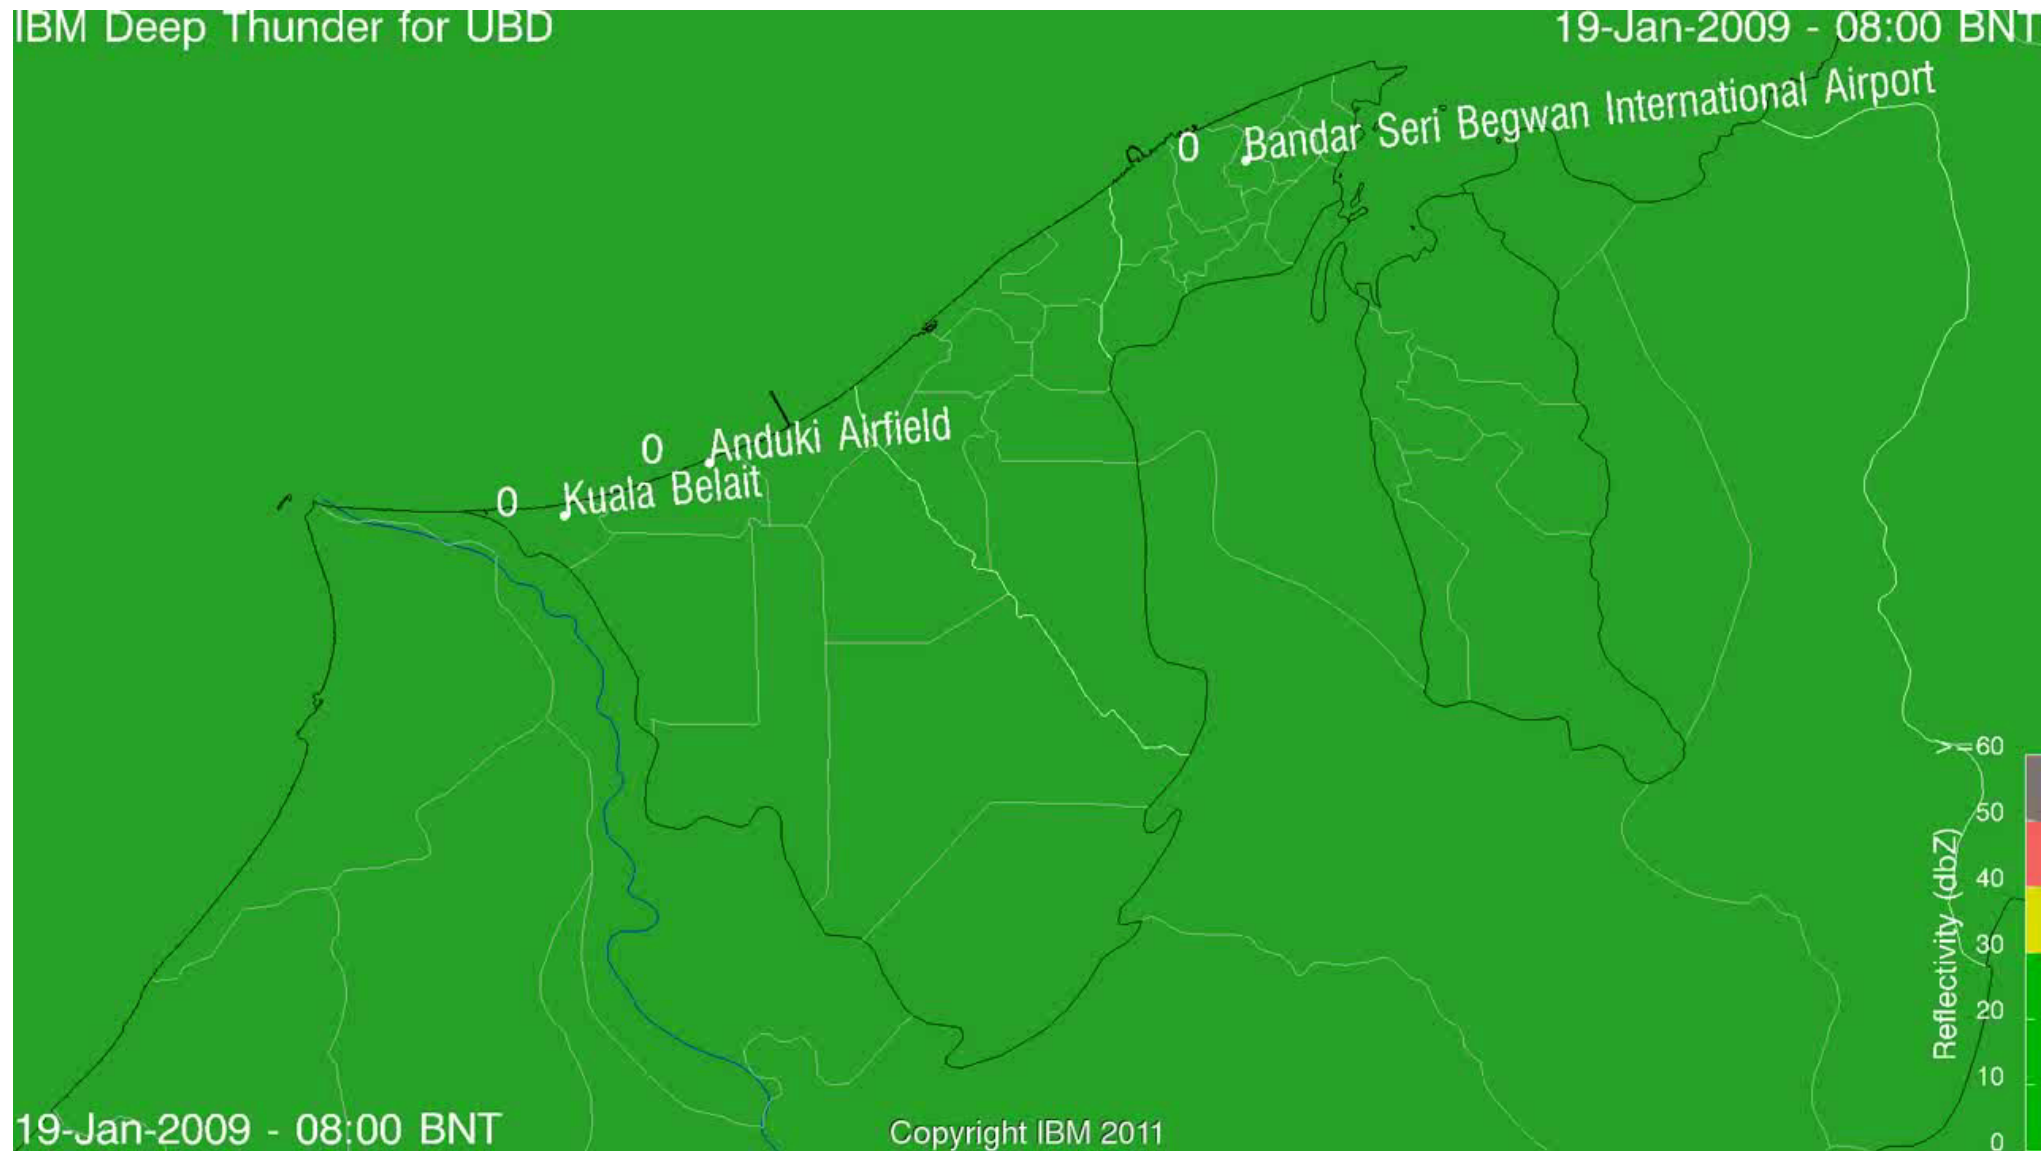 IBM Deep Thunder for UBD
19-Jan-2009 - 08:00 BNT
0 Bandar Seri Begwan International Airport
0 Anduki Airfield
0 Kuala Belait
>=60
50
40
30
20
10
0
Reflectivity (dbZ)
19-Jan-2009 - 08:00 BNT
Copyright IBM 2011